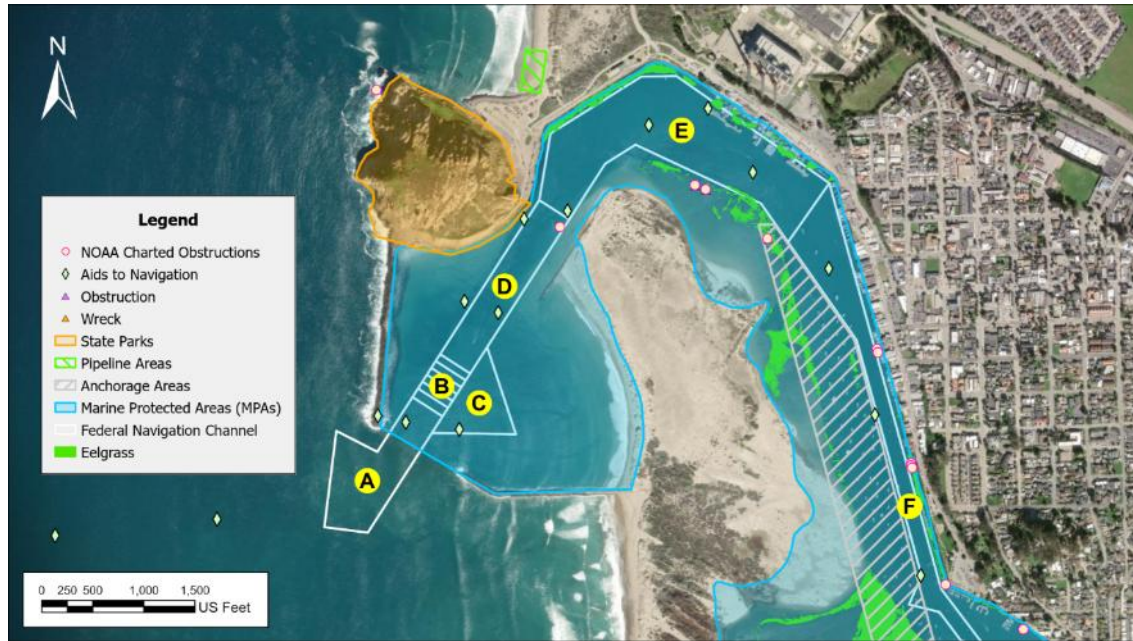 N
E
D
B
C
A
F
Legend
NOAA Charted Obstructions
Aids to Navigation
Obstruction
Wreck
State Parks
Pipeline Areas
Anchorage Areas
Marine Protected Areas (MPAs)
Federal Navigation Channel
Eelgrass
0 250 500 1,000 1,500
US Feet